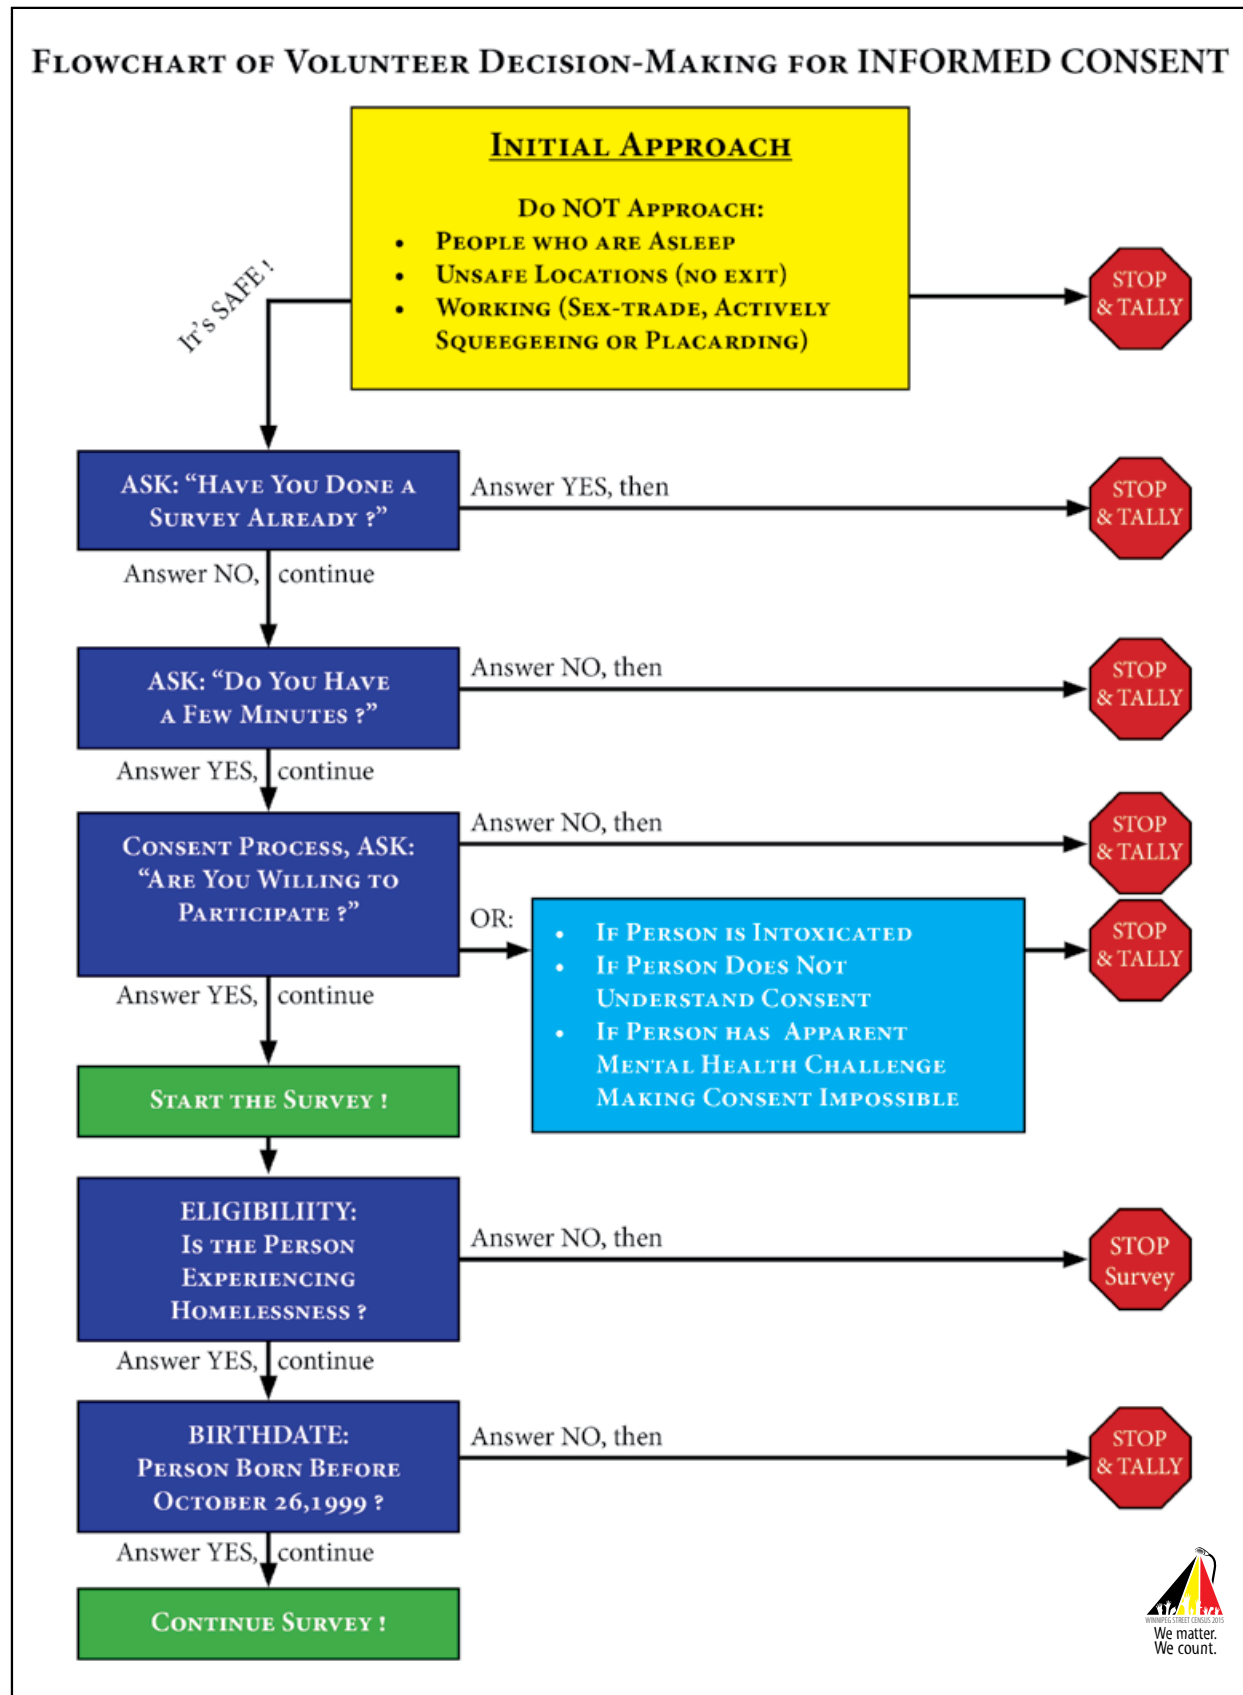 Flowchart of Volunteer Decision-Making for INFORMED CONSENT
Initial Approach
Do NOT Approach:
• People who are Asleep
• Unsafe Locations (no exit)
• Working (Sex-trade, Actively
Squeegeeing or Placarding)
STOP
& TALLY
It's SAFE !
ASK: “Have You Done a
Survey Already ?”
Answer YES, then
STOP
& TALLY
Answer NO, continue
ASK: “Do You Have
a Few Minutes ?”
Answer NO, then
STOP
& TALLY
Answer YES, continue
Consent Process, ASK:
“Are You Willing to
Participate ?”
Answer NO, then
STOP
& TALLY
OR:
• If Person is Intoxicated
• If Person Does Not
Understand Consent
• If Person has Apparent
Mental Health Challenge
Making Consent Impossible
STOP
& TALLY
Answer YES, continue
Start the Survey !
ELIGIBILIITY:
Is the Person
Experiencing
Homelessness ?
Answer NO, then
STOP
Survey
Answer YES, continue
BIRTHDATE:
Person Born Before
October 26,1999 ?
Answer NO, then
STOP
& TALLY
Answer YES, continue
Continue Survey !
WINNIPEG STREET CENSUS 2015
We matter.
We count.